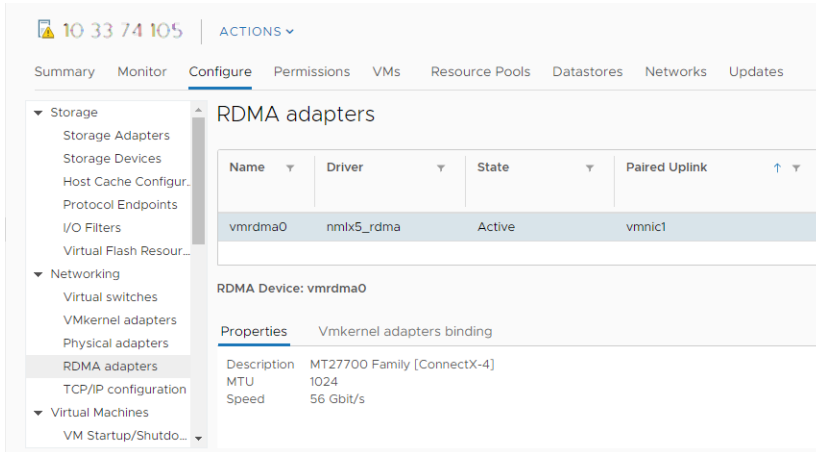 10 33 74 105 ACTIONS
Summary Monitor Configure Permissions VMs Resource Pools Datastores Networks Updates
Storage
Storage Adapters
Storage Devices
Host Cache Configur..
Protocol Endpoints
I/O Filters
Virtual Flash Resour...
Networking
Virtual switches
VMkernel adapters
Physical adapters
RDMA adapters
TCP/IP configuration
Virtual Machines
VM Startup/Shutdo...
RDMA adapters
Name Driver State Paired Uplink
vmrdma0 nmlx5_rdma Active vmnic1
RDMA Device: vmrdma0
Properties Vmkernel adapters binding
Description MT27700 Family [ConnectX-4]
MTU 1024
Speed 56 Gbit/s